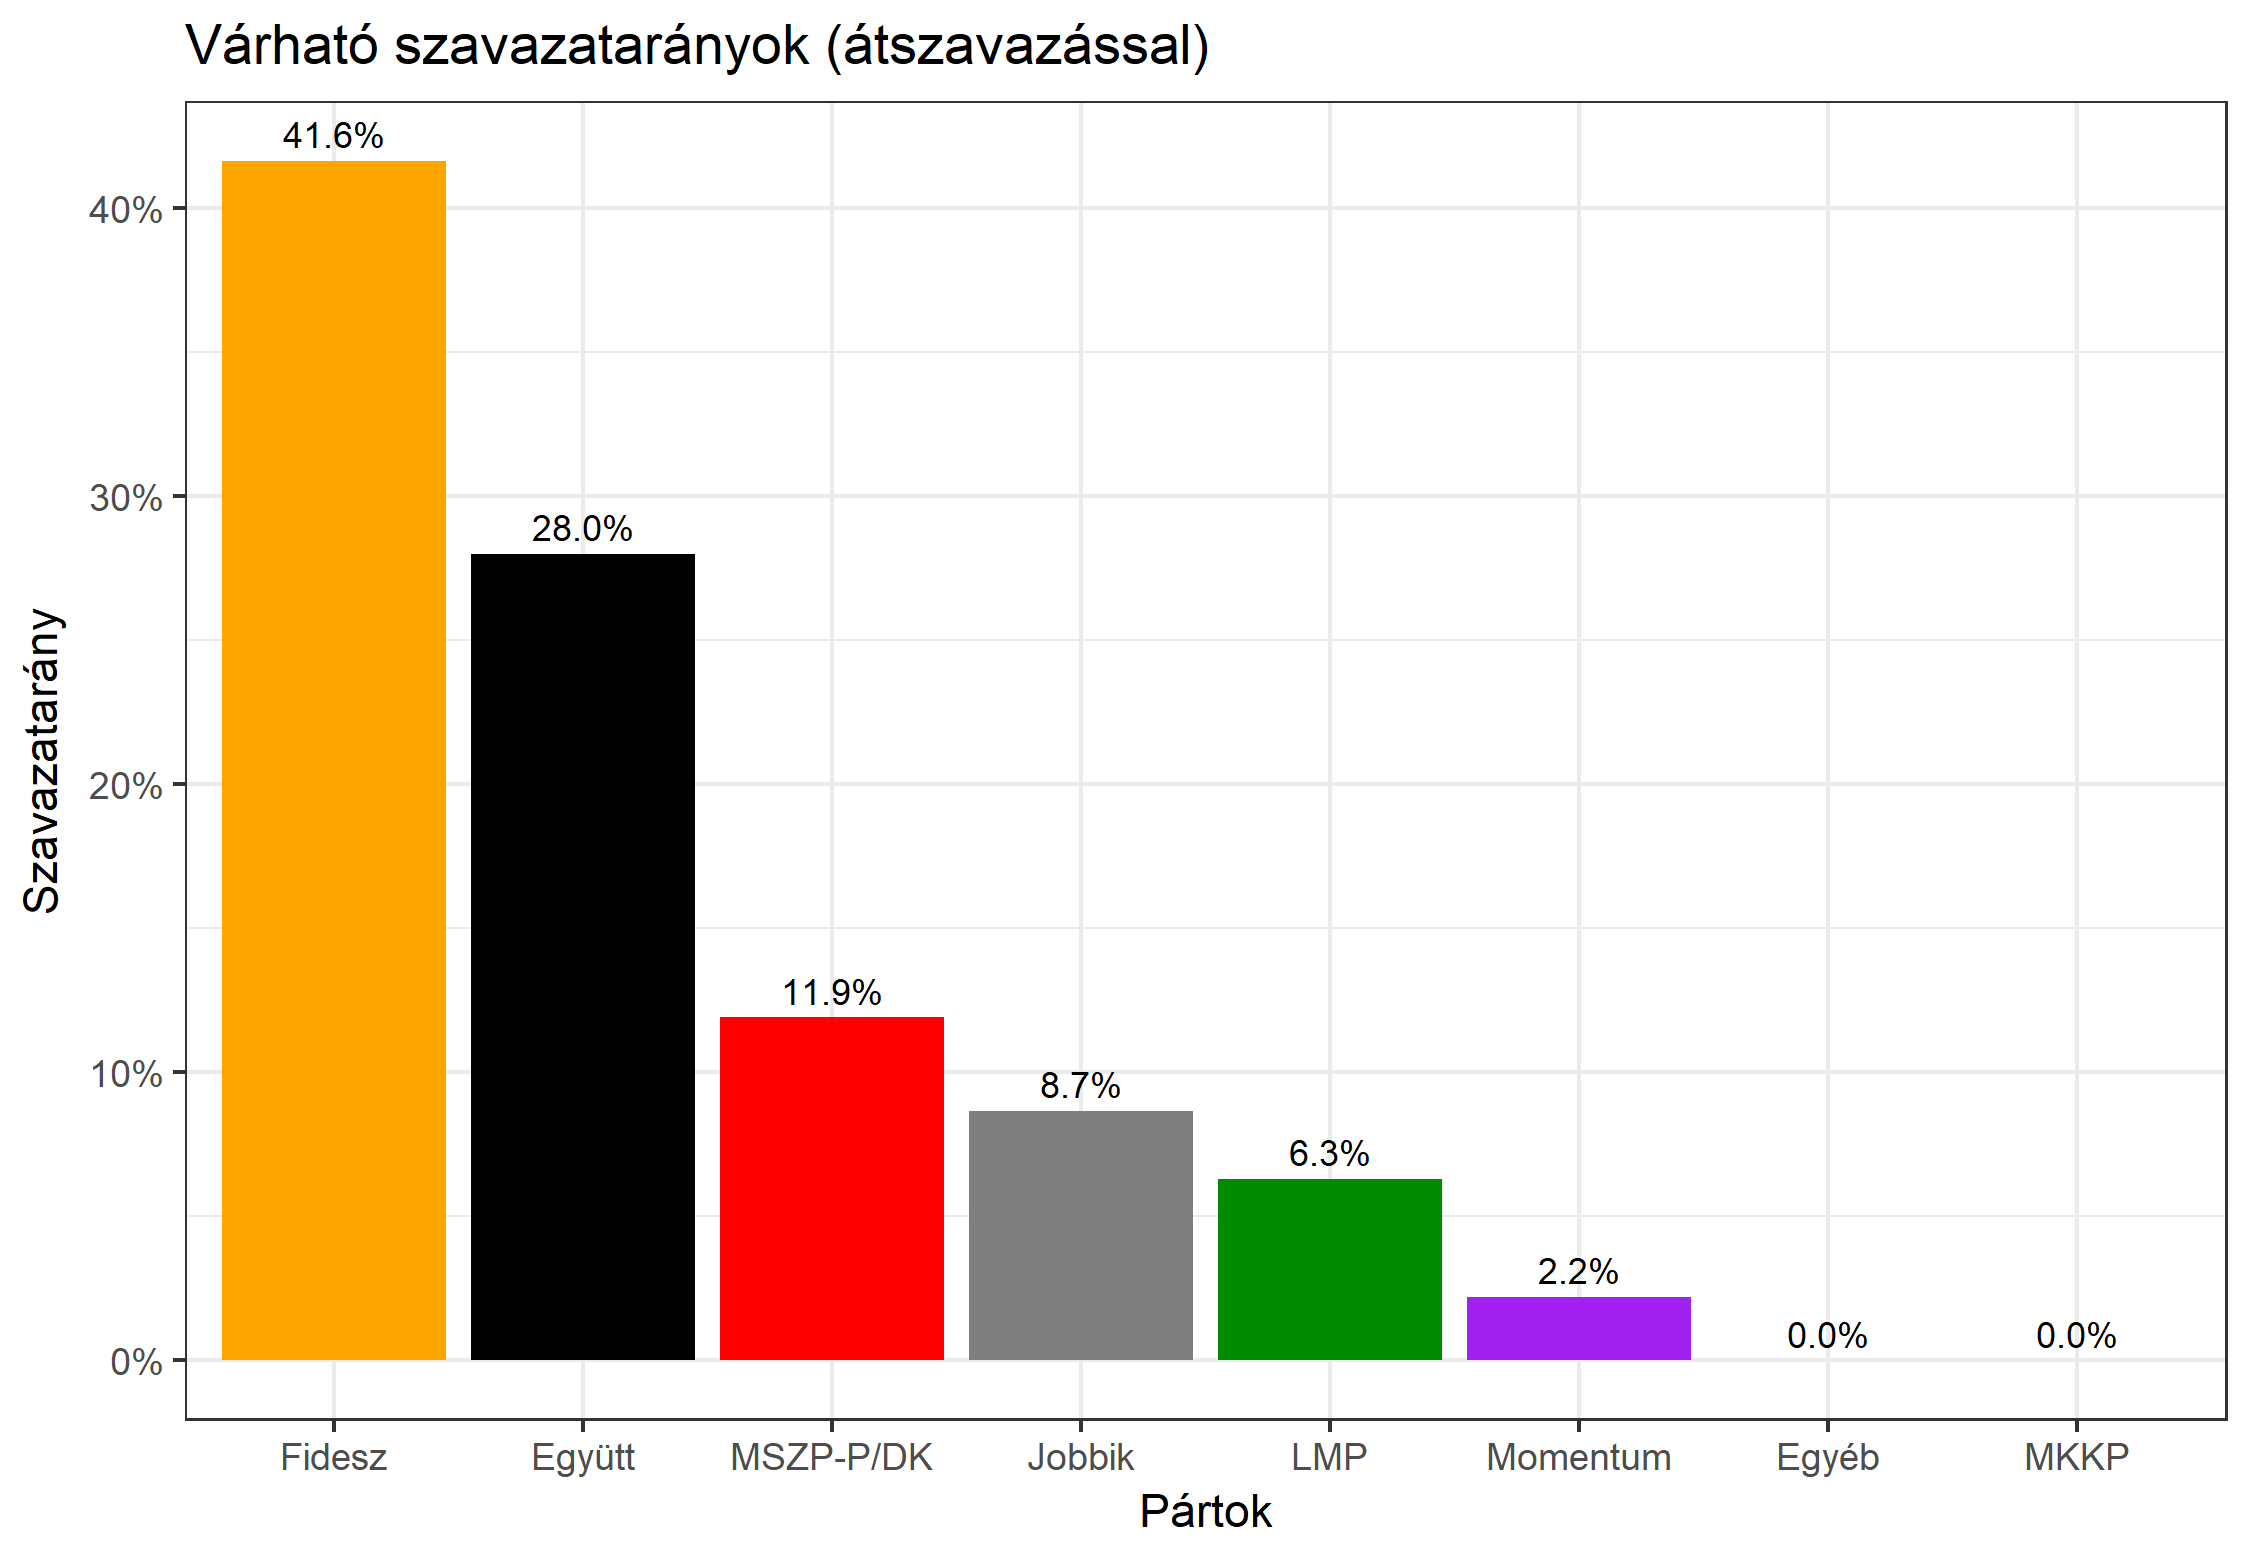 Várható szavazatarányok (átszavazással)
41.6%
28.0%
11.9%
8.7%
6.3%
2.2%
0.0%
0.0%
40%
30%
20%
10%
0%
Szavazatarány
Fidesz
Együtt
MSZP-P/DK
Jobbik
LMP
Momentum
Egyéb
MKKP
Pártok